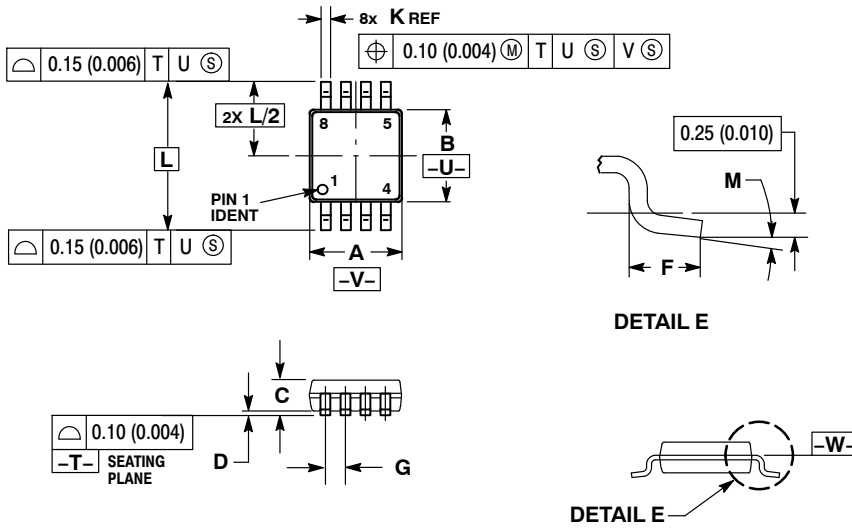 8x K REF
⌖ 0.10 (0.004) Ⓜ T U Ⓢ V Ⓢ
⌓ 0.15 (0.006) T U Ⓢ
2X L/2
8 5
B
–U–
L
PIN 1
IDENT
1
4
⌓ 0.15 (0.006) T U Ⓢ
A
–V–
0.25 (0.010)
M
F
DETAIL E
C
⌓ 0.10 (0.004)
–T– SEATING
PLANE
D
G
–W–
DETAIL E